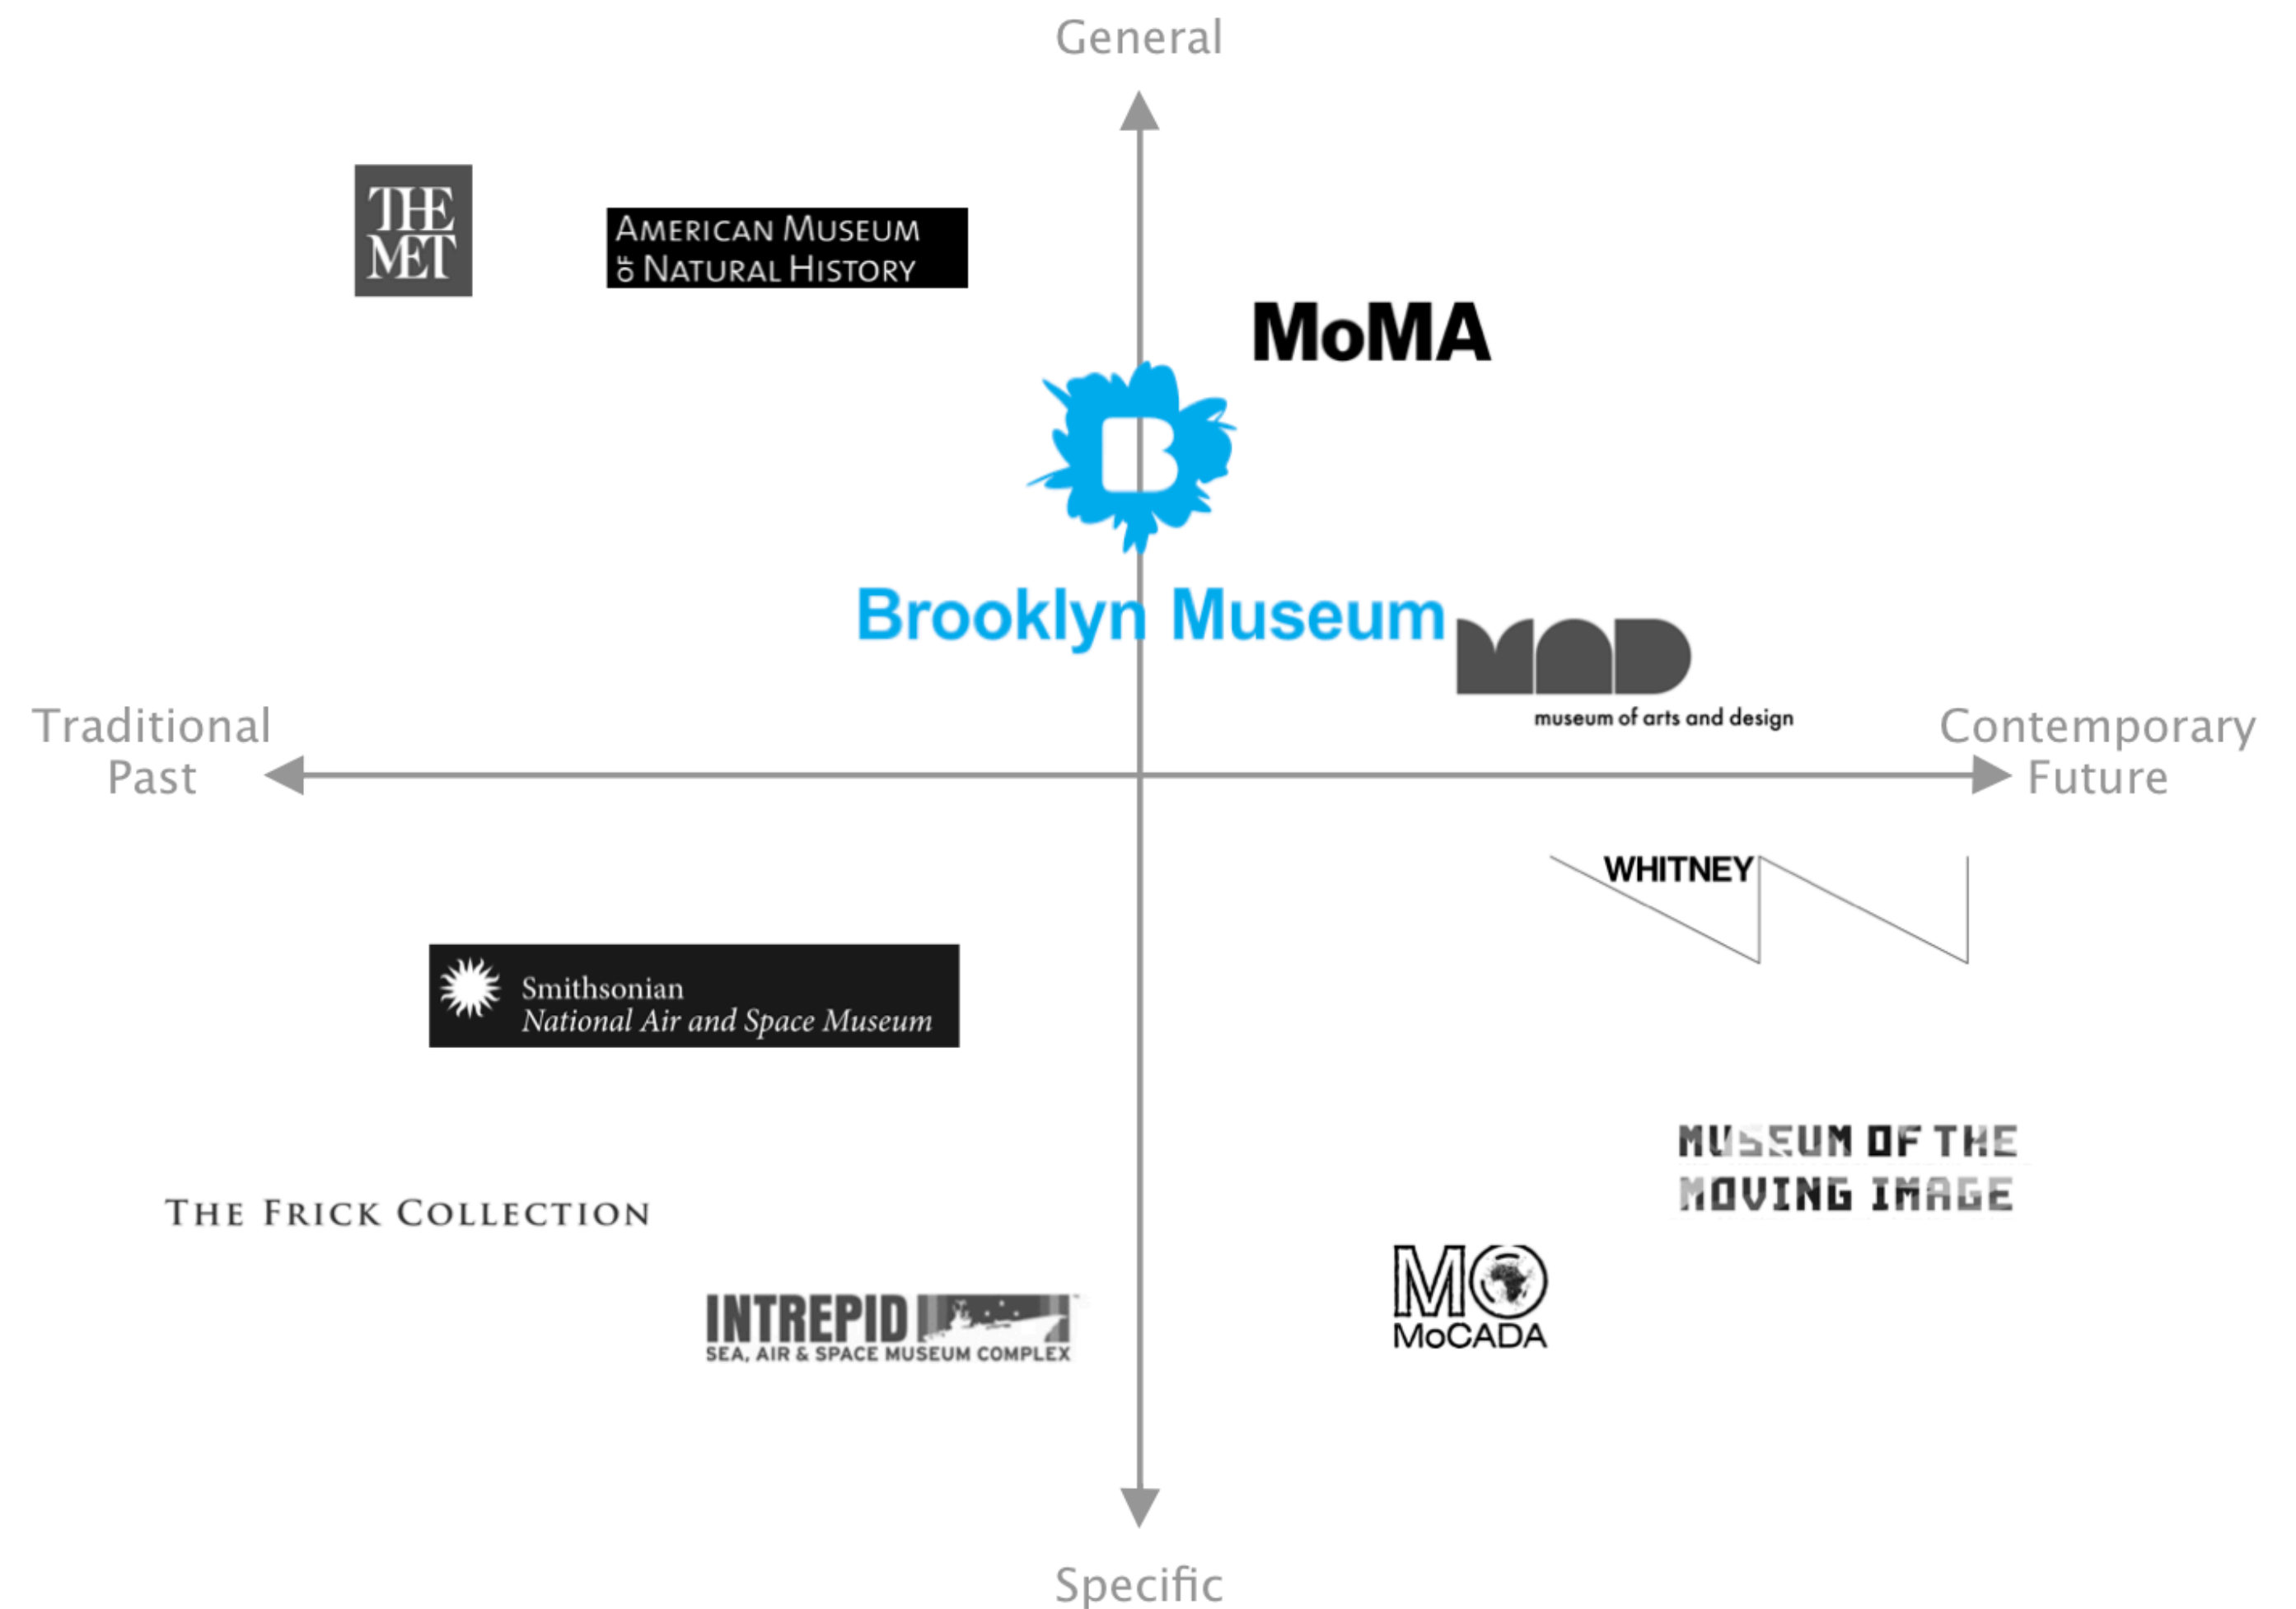 General
THE
MET
AMERICAN MUSEUM
OF NATURAL HISTORY
MoMA
B
Brooklyn Museum
MAD
museum of arts and design
Traditional
Past
Contemporary
Future
WHITNEY
Smithsonian
National Air and Space Museum
MUSEUM OF THE
MOVING IMAGE
THE FRICK COLLECTION
INTREPID
SEA, AIR & SPACE MUSEUM COMPLEX
MO
MoCADA
Specific